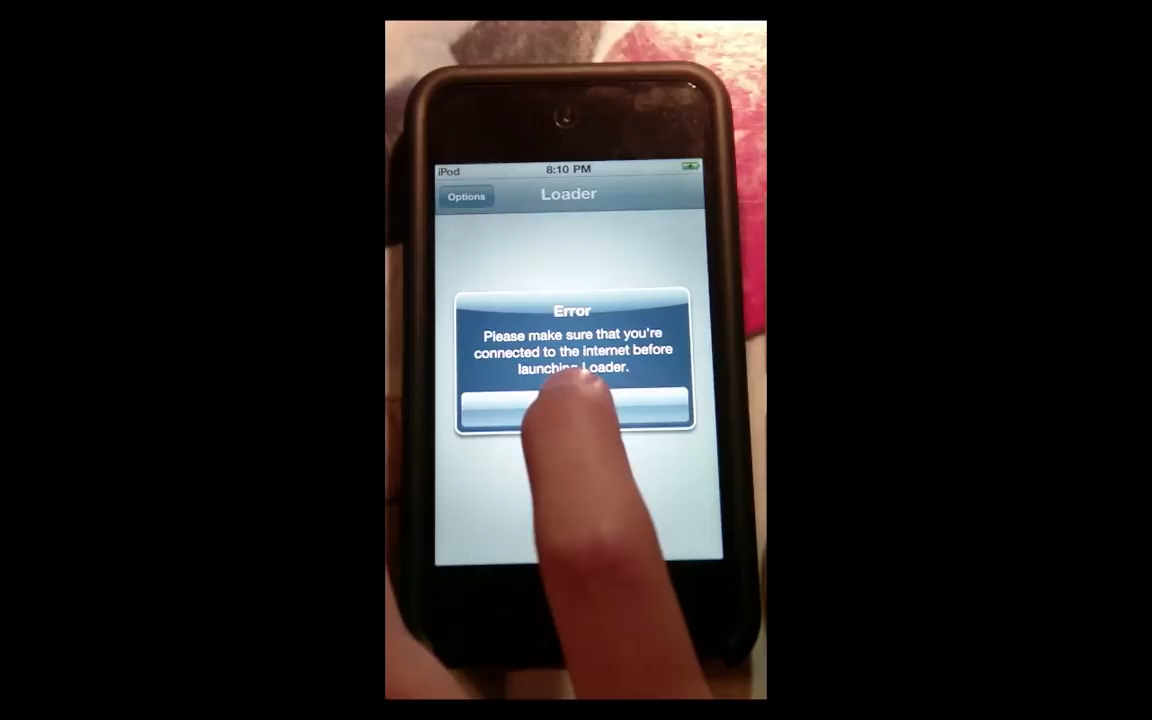 iPod 8:10 PM
Options Loader
Error
Please make sure that you're
connected to the internet before
launching Loader.